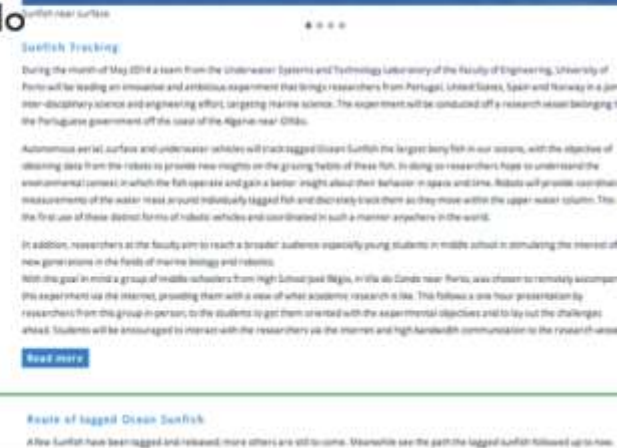 do
Sunfish near surface
Sunfish Tracking
During the month of May 2014 a team from the Underwater Systems and Technology Laboratory of the Faculty of Engineering, University of
Porto will be leading an innovative and ambitious experiment that brings researchers from Portugal, United States, Spain and Norway in a
inter-disciplinary science and engineering effort, targeting marine science. The experiment will be conducted off a research vessel belonging
the Portuguese government off the coast of the Algarve near Olhão.
Autonomous aerial, surface and underwater vehicles will track tagged Ocean Sunfish the largest bony fish in our oceans, with the objective of
obtaining data from the robots to provide new insights on the grazing habits of these fish. In doing so researchers hope to understand the
environmental context in which the fish operate and gain a better insight about their behavior in space and time. Robots will provide
measurements of the water mass around individually tagged fish and discretely track them as they move within the upper water column. This
the first use of these distinct forms of robotic vehicles and coordinated in such a manner anywhere in the world.
In addition, researchers at the faculty aim to reach a broader audience especially young students in middle school in stimulating the interest of
new generations in the fields of marine biology and robotics.
With this goal in mind a group of middle schoolers from High School José Régio, in Vila do Conde near Porto, was chosen to remotely
this experiment via the internet, providing them with a view of what academic research is like. This follows a one hour presentation by
researchers from this group in person, to the students to get them oriented with the experimental objectives and to lay out the challenges
ahead. Students will be encouraged to interact with the researchers via the internet and high bandwidth communication to the research
Read more
Route of tagged Ocean Sunfish
A few Sunfish have been tagged and released; more others are still to come. Meanwhile see the path the tagged sunfish followed up to now.